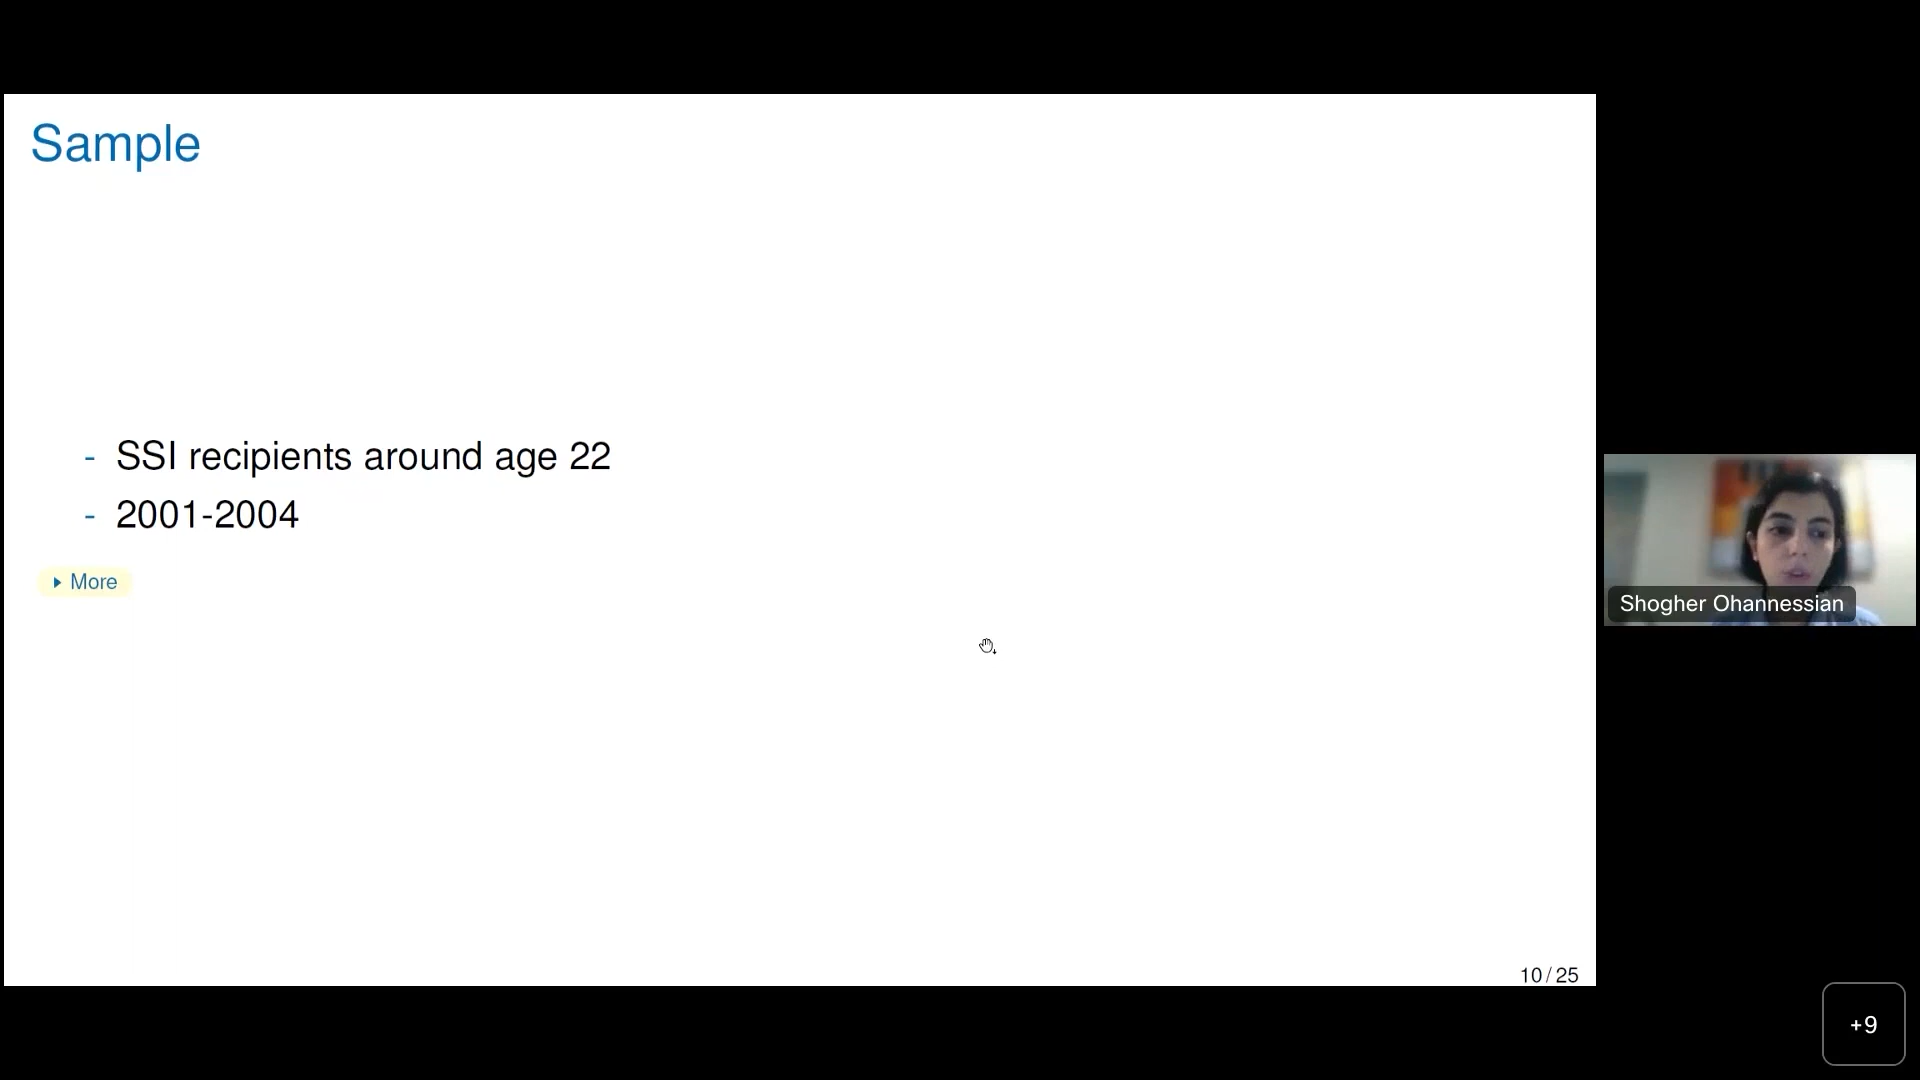 Sample
- SSI recipients around age 22
- 2001-2004
More
10 / 25
Shogher Ohannessian
+9